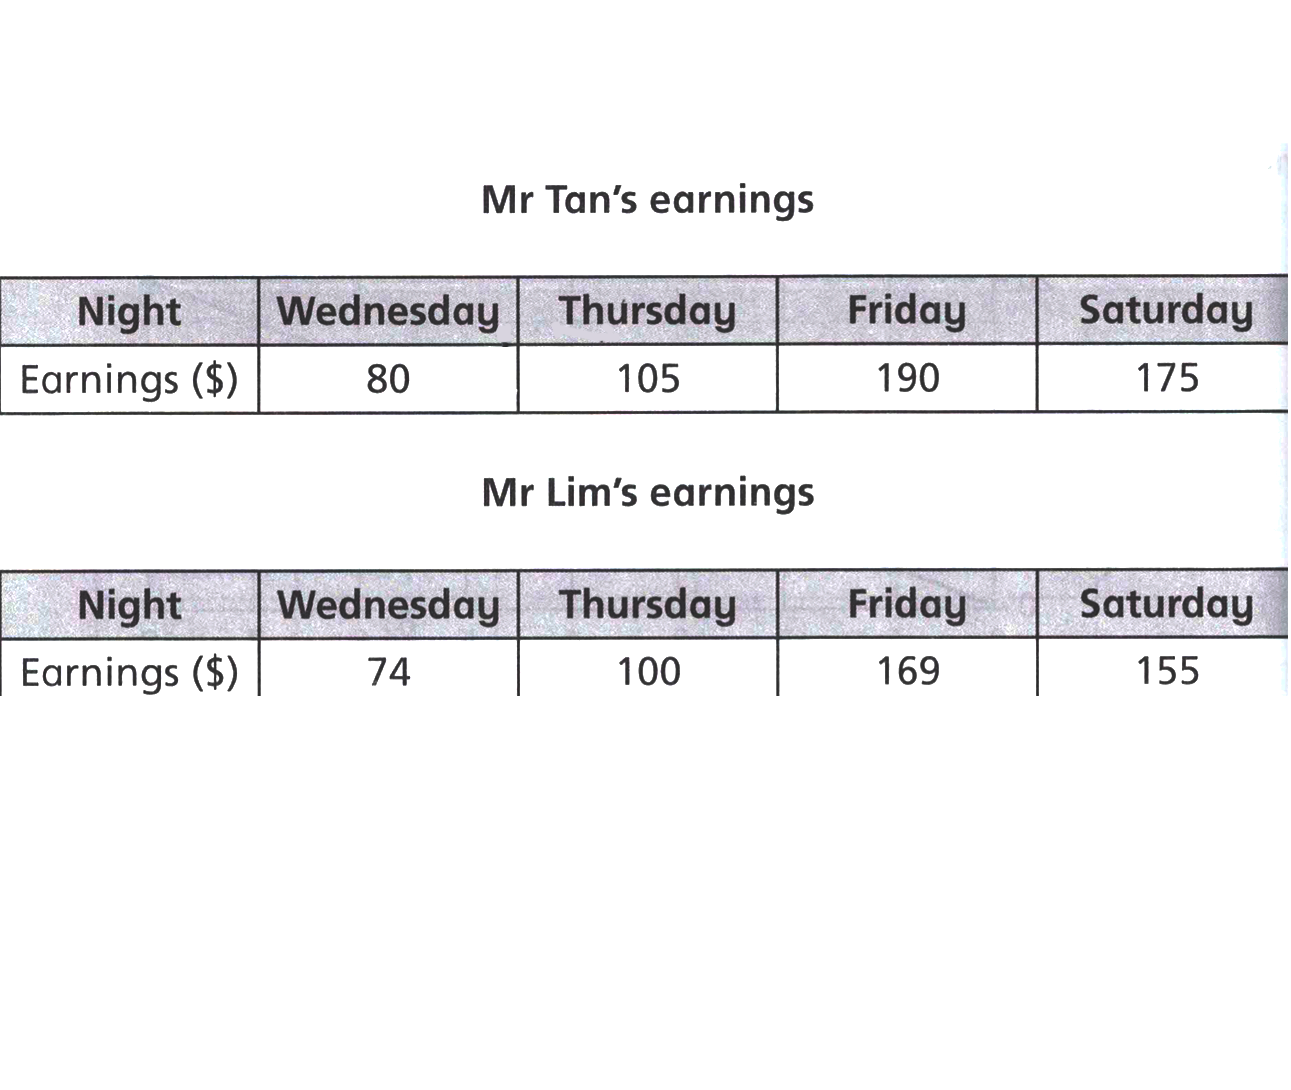 Mr Tan's earnings
Night Wednesday Thursday Friday Saturday
Earnings ($) 80 105 190 175
Mr Lim's earnings
Night Wednesday Thursday Friday Saturday
Earnings ($) 74 100 169 155